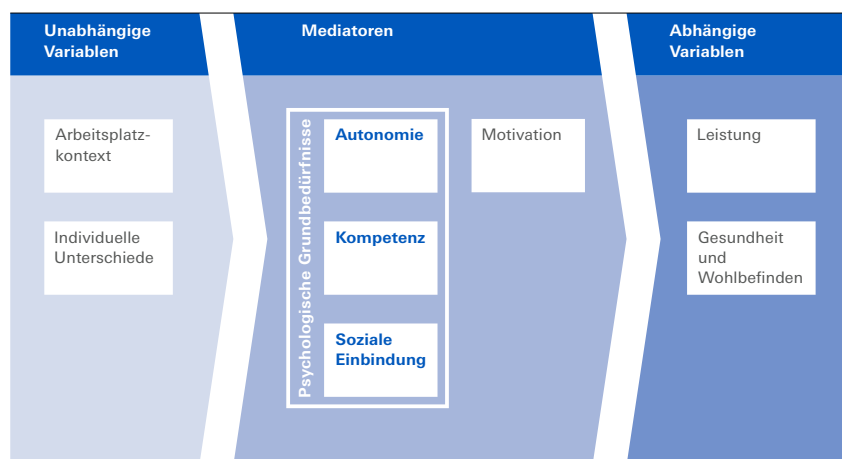 Unabhängige
Variablen
Mediatoren
Abhängige
Variablen
Arbeitsplatz-
kontext
Individuelle
Unterschiede
Psychologische Grundbedürfnisse
Autonomie
Kompetenz
Soziale
Einbindung
Motivation
Leistung
Gesundheit
und
Wohlbefinden